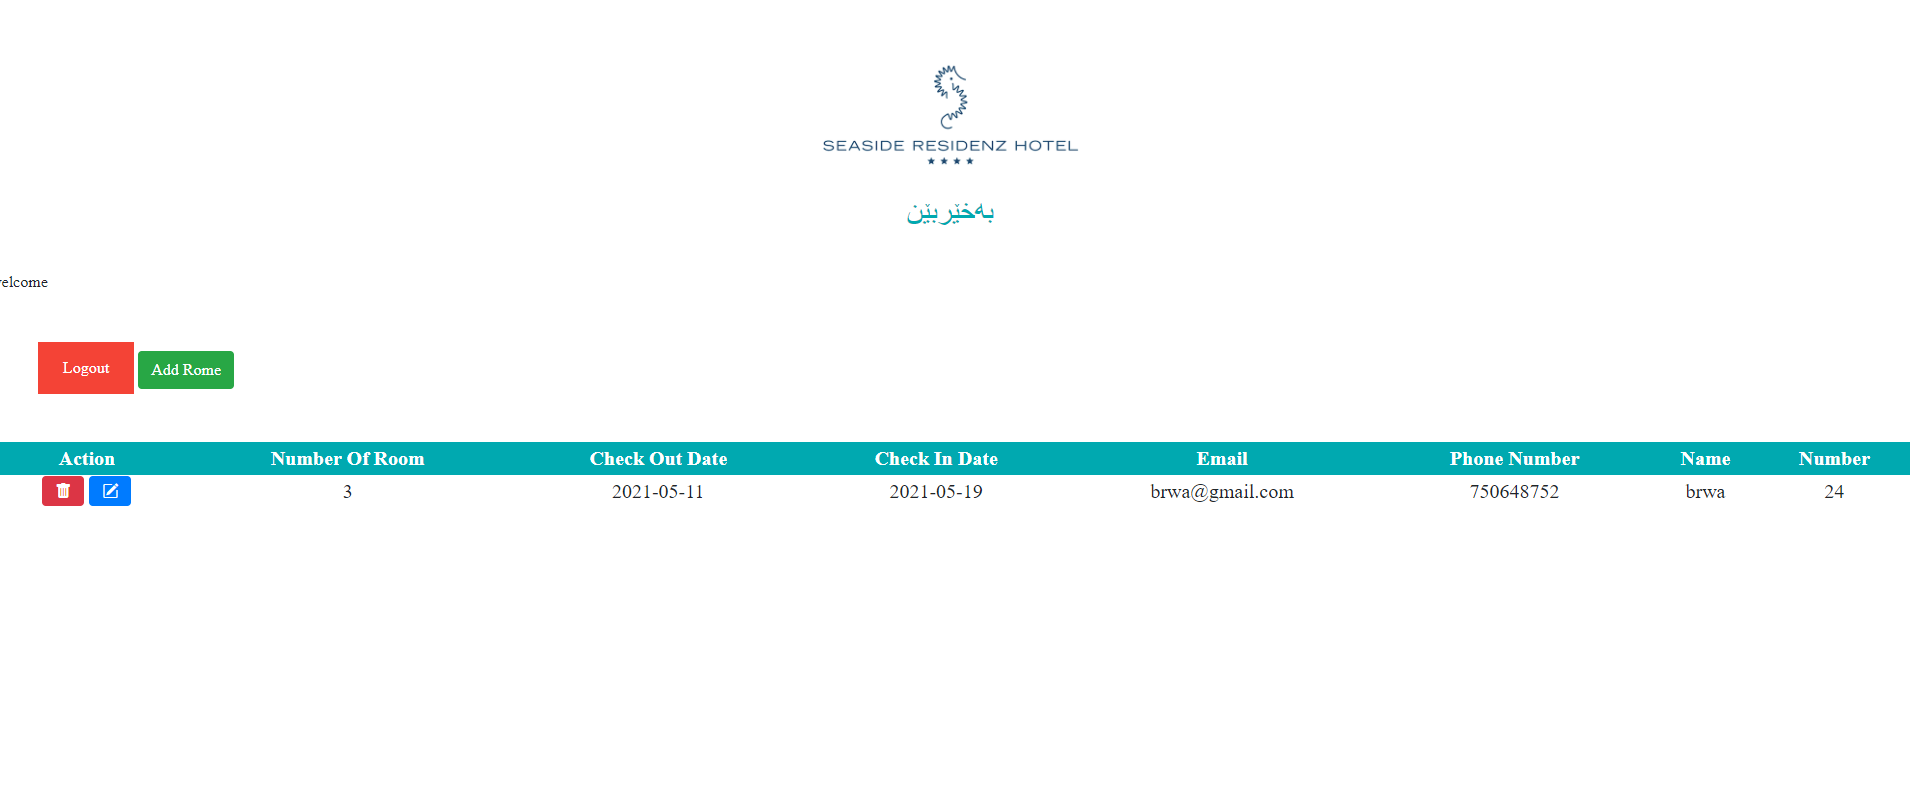 SEASIDE RESIDENZ HOTEL
بەخێربێن
elcome
Logout
Add Rome
Action Number Of Room Check Out Date Check In Date Email Phone Number Name Number
3 2021-05-11 2021-05-19 brwa@gmail.com 750648752 brwa 24